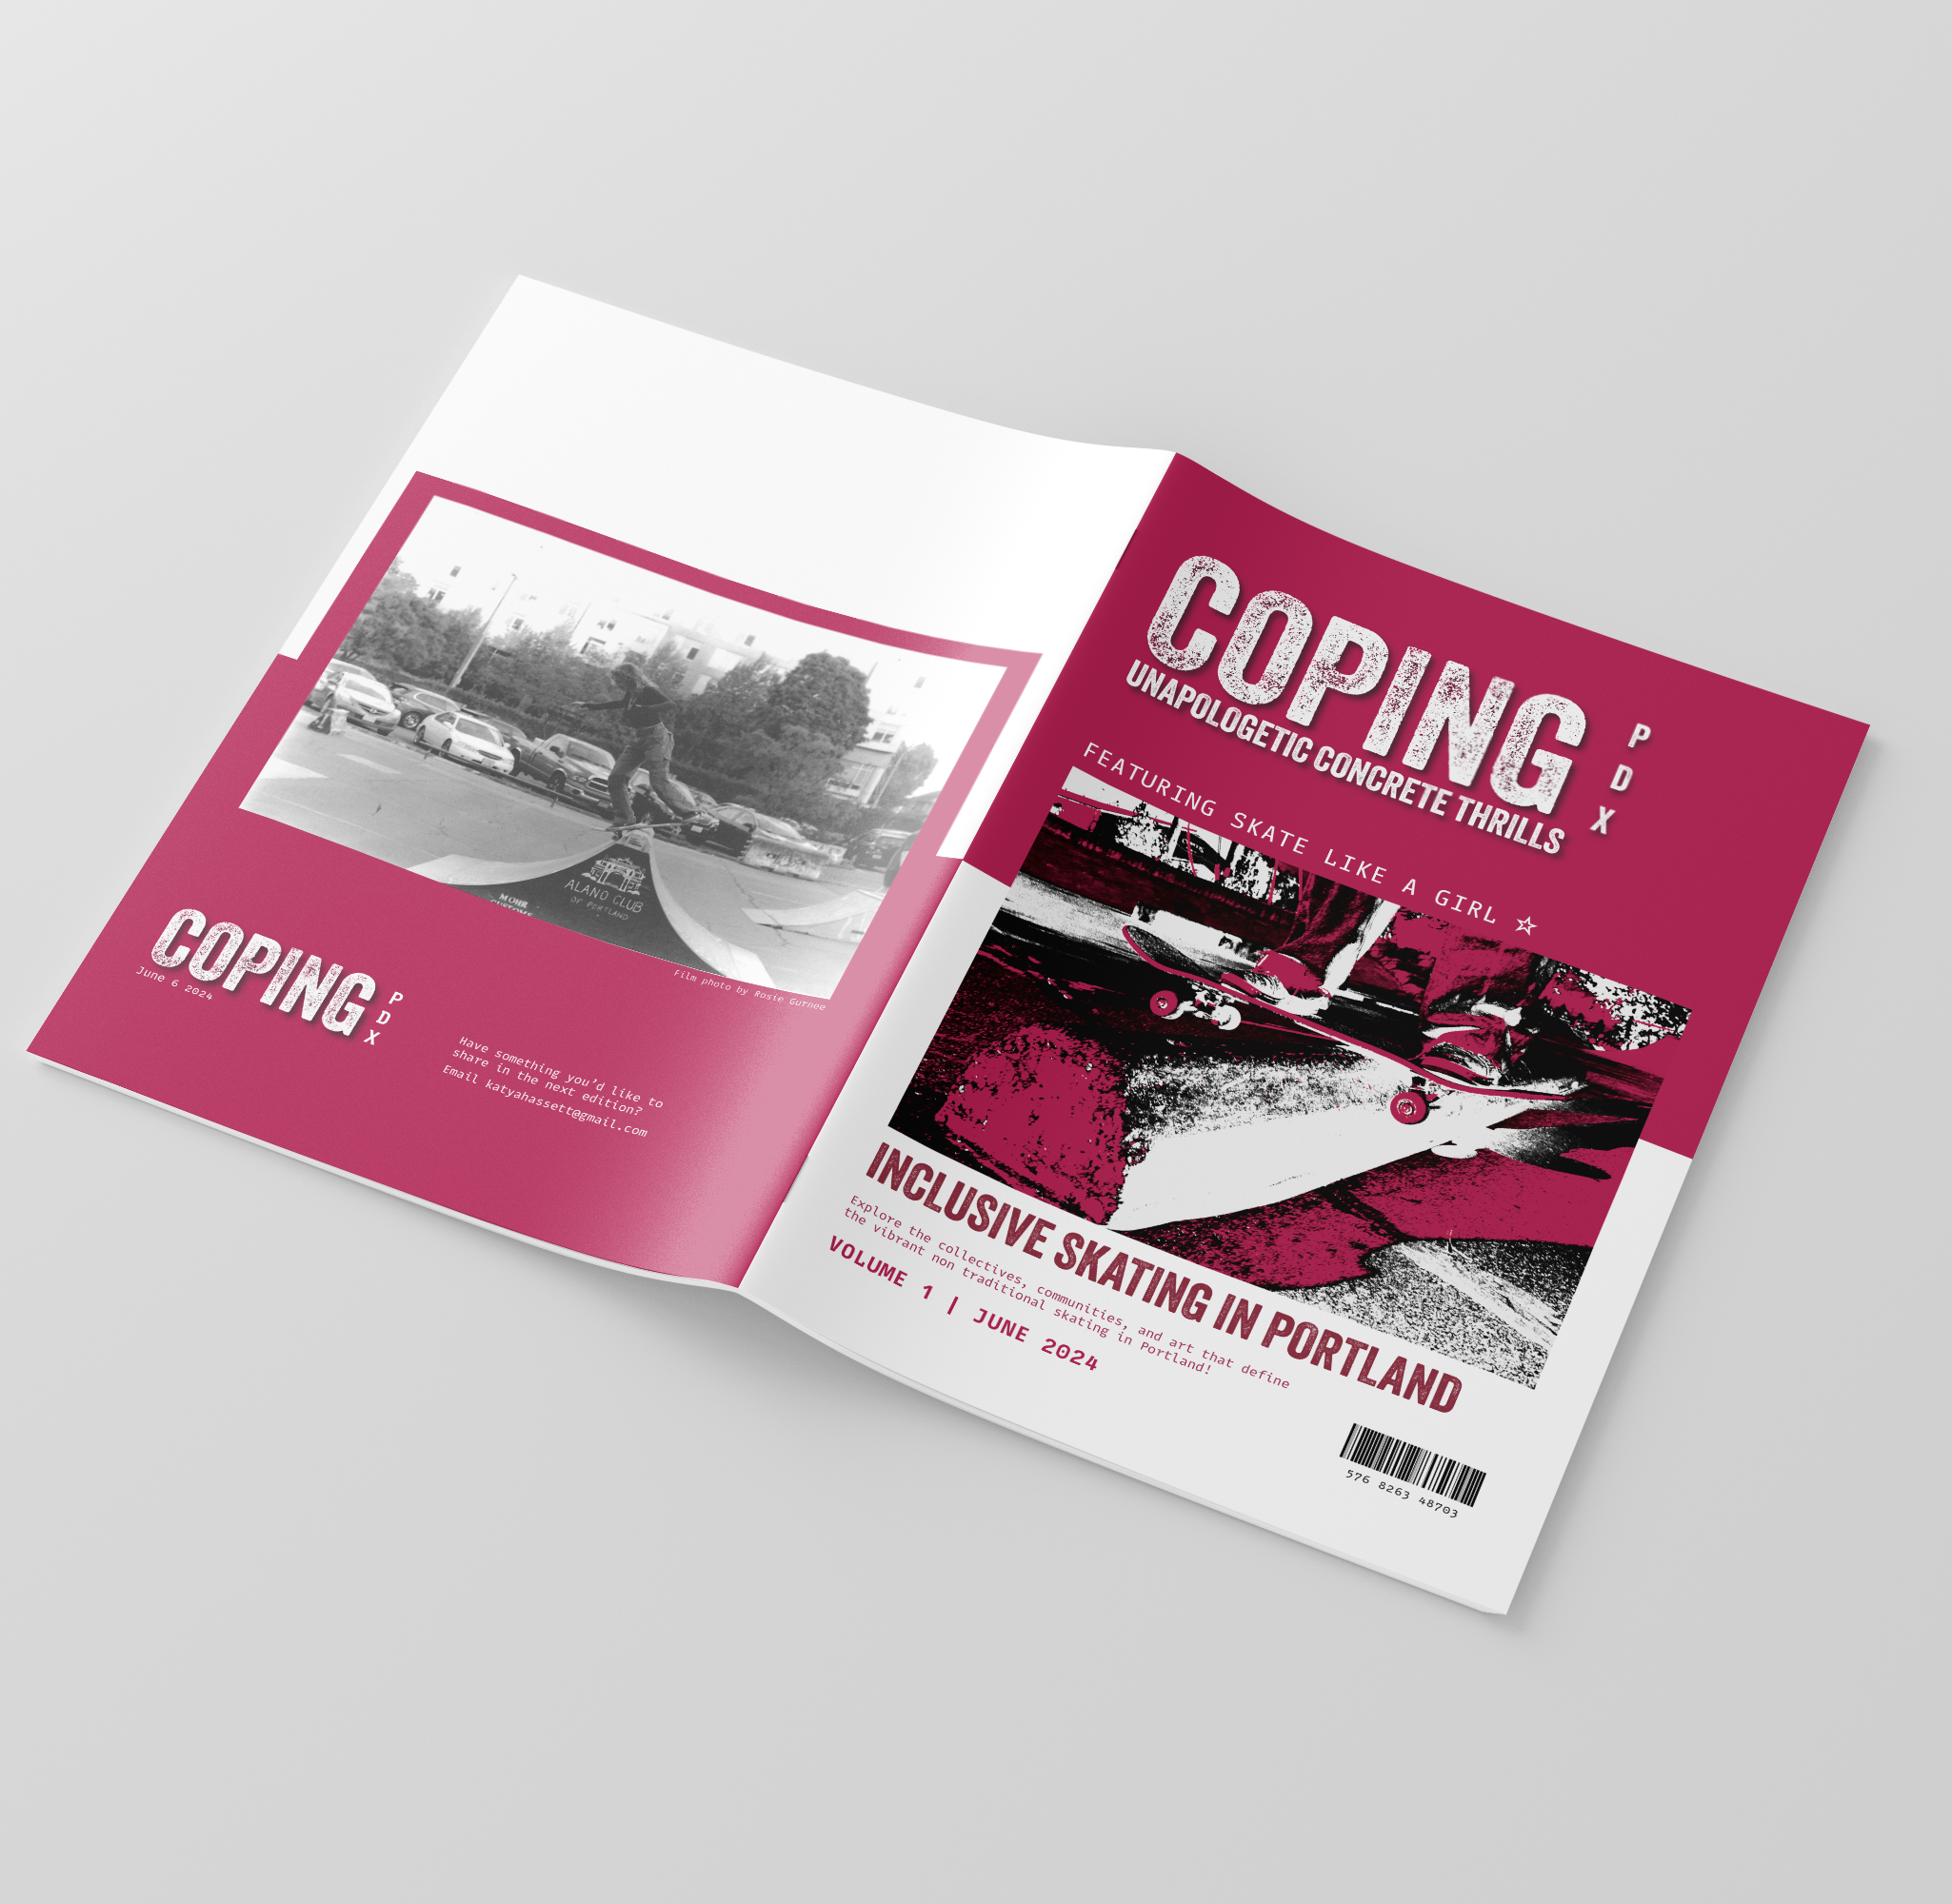 COPING
PDX
UNAPOLOGETIC CONCRETE THRILLS
FEATURING SKATE LIKE A GIRL ☆
INCLUSIVE SKATING IN PORTLAND
Explore the collectives, communities, and art that define
the vibrant non traditional skating in Portland!
VOLUME 1 | JUNE 2024
576 8263 48703
ALANO CLUB
OF PORTLAND
MOHR
CUSTOMS
Film photo by Rosie Gurnee
COPING
PDX
June 6 2024
Have something you'd like to
share in the next edition?
Email katyahassett@gmail.com